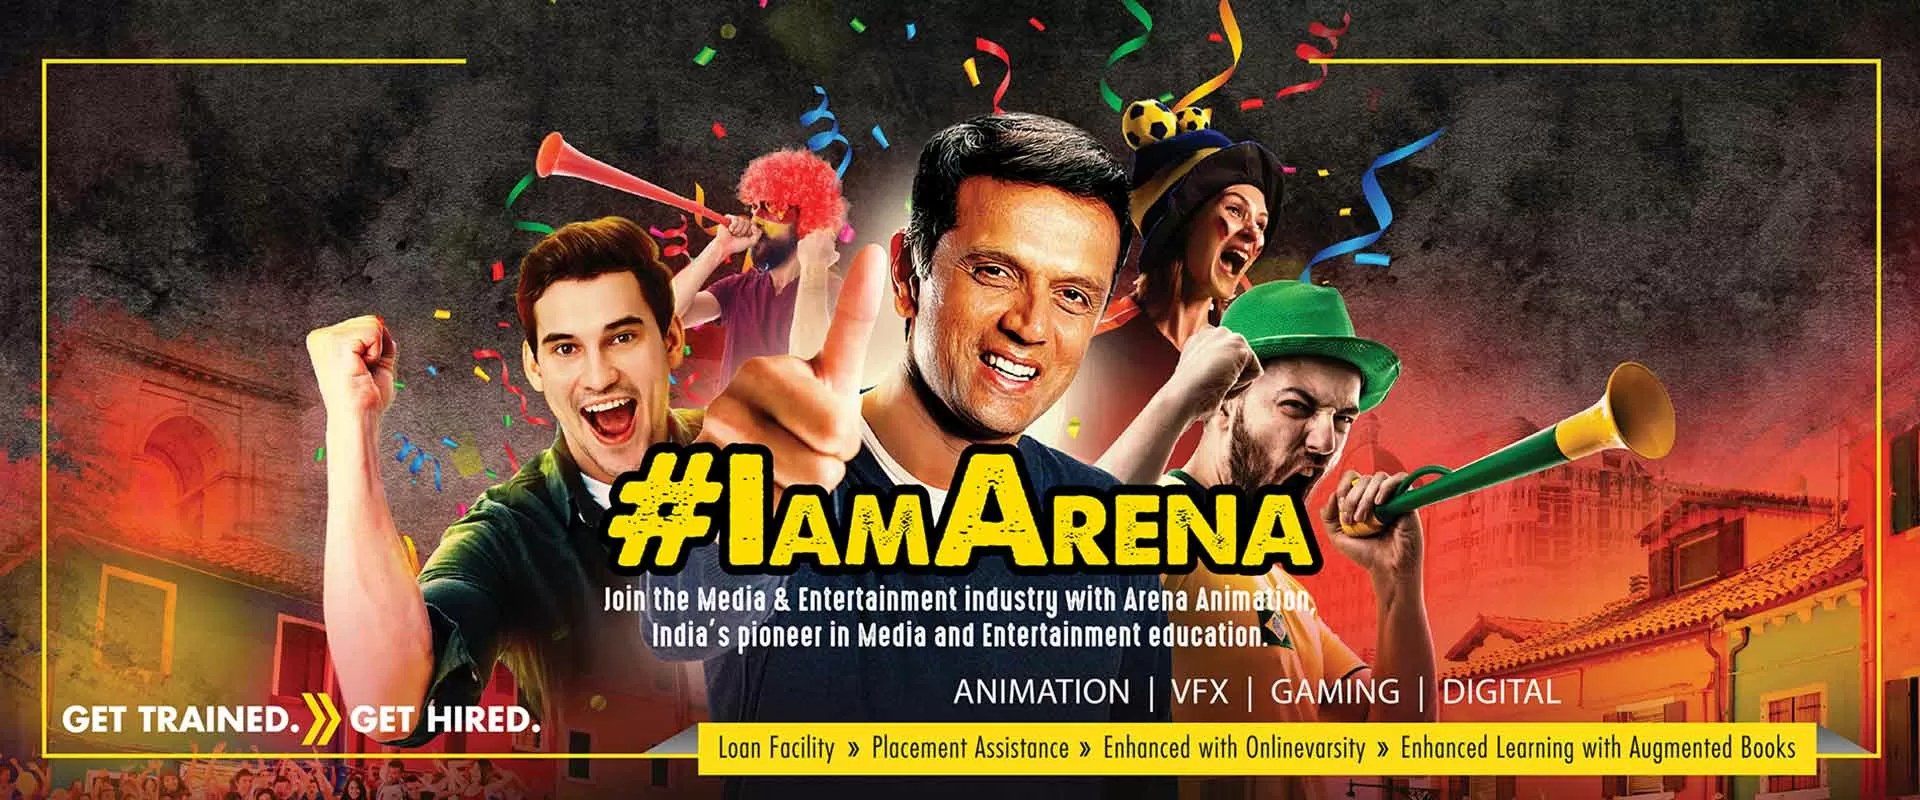 #IAMARENA
Join the Media & Entertainment industry with Arena Animation,
India's pioneer in Media and Entertainment education.
ANIMATION | VFX | GAMING | DIGITAL
GET TRAINED. » GET HIRED.
Loan Facility » Placement Assistance » Enhanced with Onlinevarsity » Enhanced Learning with Augmented Books